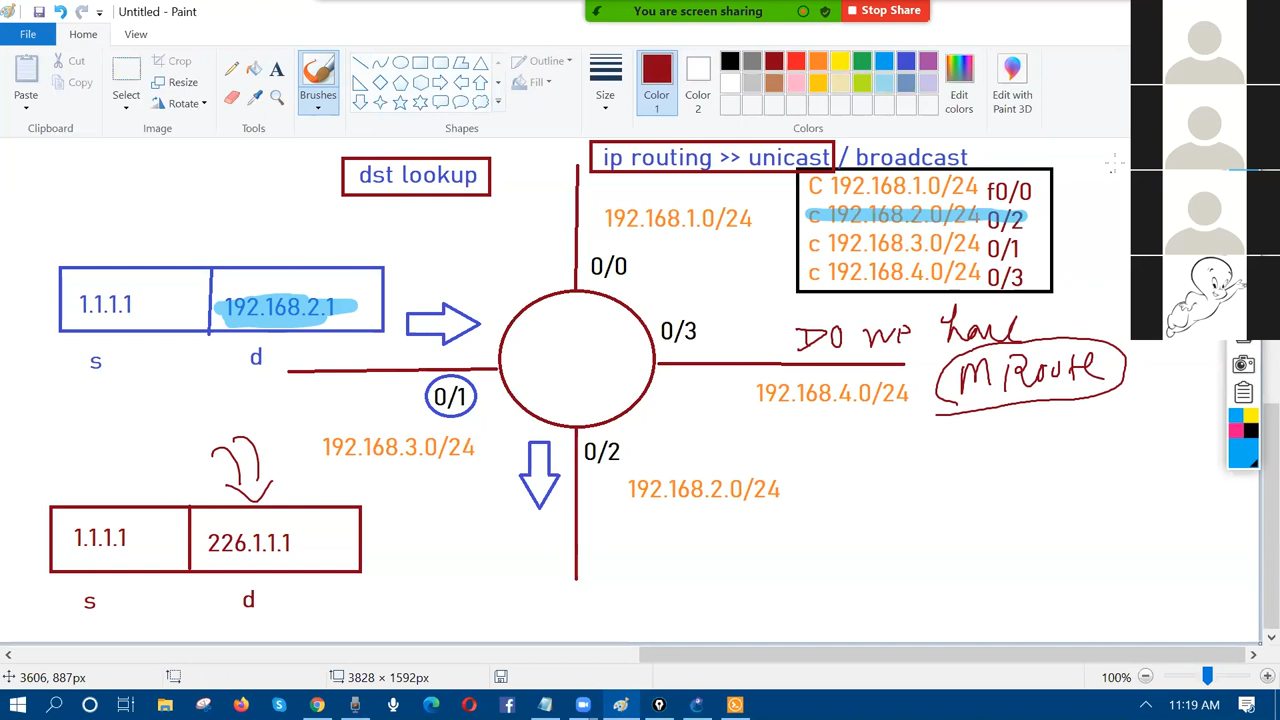 Untitled - Paint
You are screen sharing
Stop Share
File
Home
View
Paste
Cut
Copy
Clipboard
Select
Crop
Resize
Rotate
Image
A
Tools
Brushes
Outline
Fill
Shapes
Size
Color 1
Color 2
Edit colors
Edit with Paint 3D
Colors
dst lookup
ip routing >> unicast / broadcast
C 192.168.1.0/24 f0/0
c 192.168.2.0/24 0/2
c 192.168.3.0/24 0/1
c 192.168.4.0/24 0/3
192.168.1.0/24
0/0
1.1.1.1 192.168.2.1
s d
0/3
DO WE have
M Route
192.168.4.0/24
0/1
192.168.3.0/24
0/2
192.168.2.0/24
1.1.1.1 226.1.1.1
s d
3606, 887px
3828 × 1592px
100%
11:19 AM